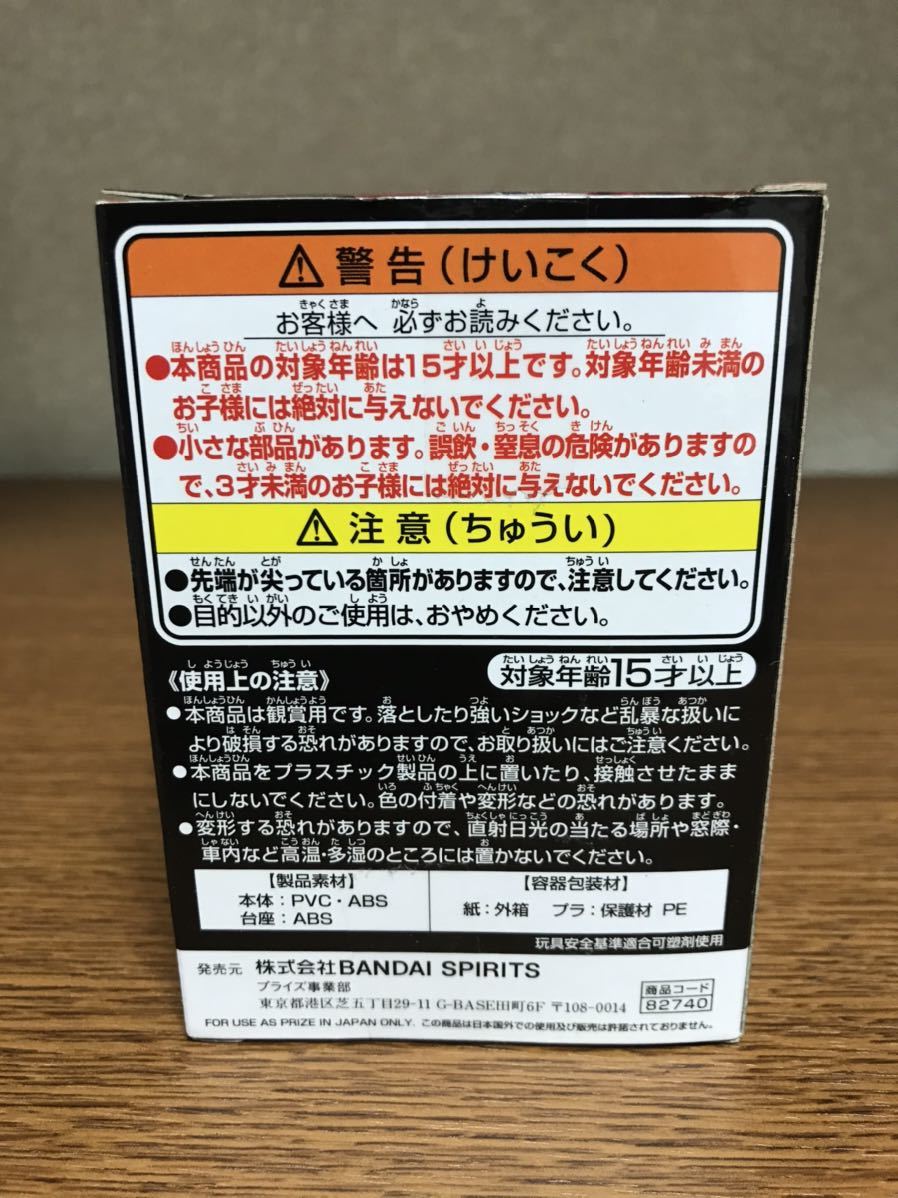 ⚠警告(けいこく)
お客様へ 必ずお読みください。
●本商品の対象年齢は15才以上です。対象年齢未満の
お子様には絶対に与えないでください。
●小さな部品があります。誤飲・窒息の危険がありますの
で、3才未満のお子様には絶対に与えないでください。
⚠注意(ちゅうい)
●先端が尖っている箇所がありますので、注意してください。
●目的以外のご使用は、おやめください。
《使用上の注意》
対象年齢15才以上
●本商品は観賞用です。落としたり強いショックなど乱暴な扱いに
より破損する恐れがありますので、お取り扱いにはご注意ください。
●本商品をプラスチック製品の上に置いたり、接触させたまま
にしないでください。色の付着や変形などの恐れがあります。
●変形する恐れがありますので、直射日光の当たる場所や窓際・
車内など高温・多湿のところには置かないでください。
【製品素材】
本体:PVC・ABS
台座:ABS
【容器包装材】
紙:外箱 プラ:保護材 PE
玩具安全基準適合可塑剤使用
発売元 株式会社BANDAI SPIRITS
プライズ事業部
東京都港区芝五丁目29-11 G-BASE田町6F 〒108-0014
商品コード
82740
FOR USE AS PRIZE IN JAPAN ONLY. この商品は日本国外での使用及び販売は許諾されておりません。